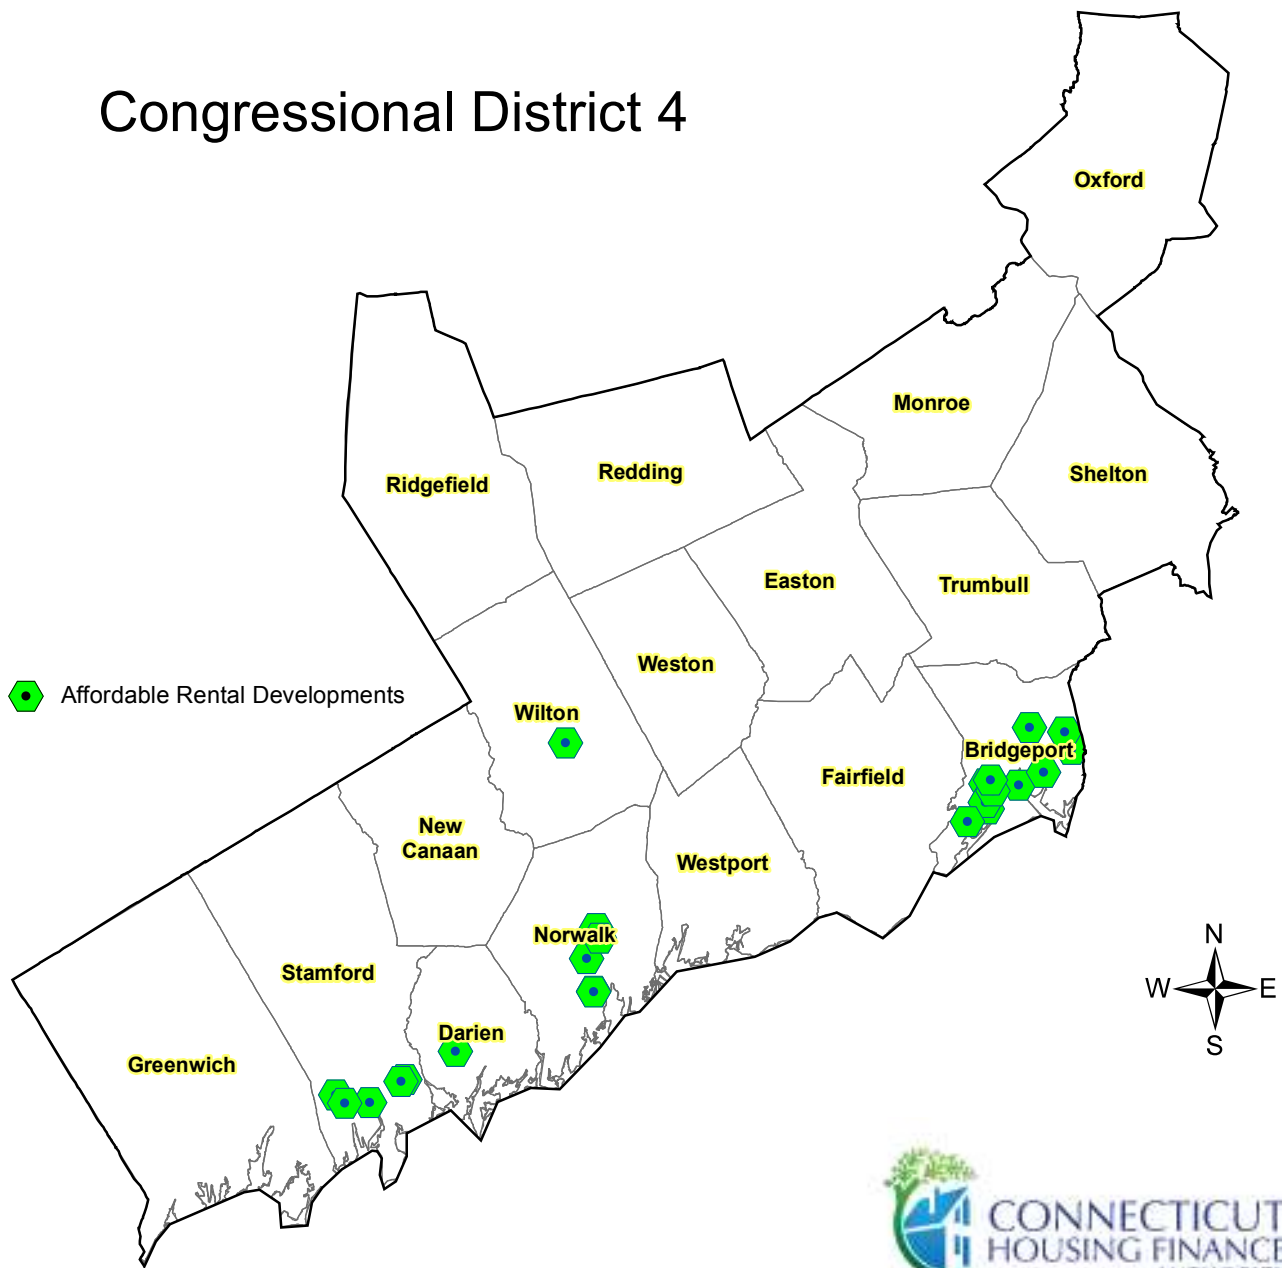 Congressional District 4
Oxford
Monroe
Redding
Shelton
Ridgefield
Easton
Trumbull
Weston
Affordable Rental Developments
Wilton
Bridgeport
Fairfield
New
Canaan
Westport
Norwalk
N
Stamford
W
E
Darien
S
Greenwich
CONNECTICUT
HOUSING FINANCE